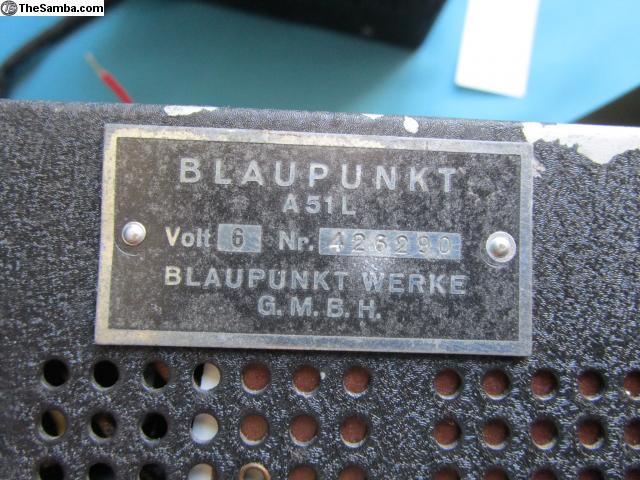 TheSamba.com
BLAUPUNKT
A51L
Volt 6 Nr. 426290
BLAUPUNKT WERKE
G.M.B.H.